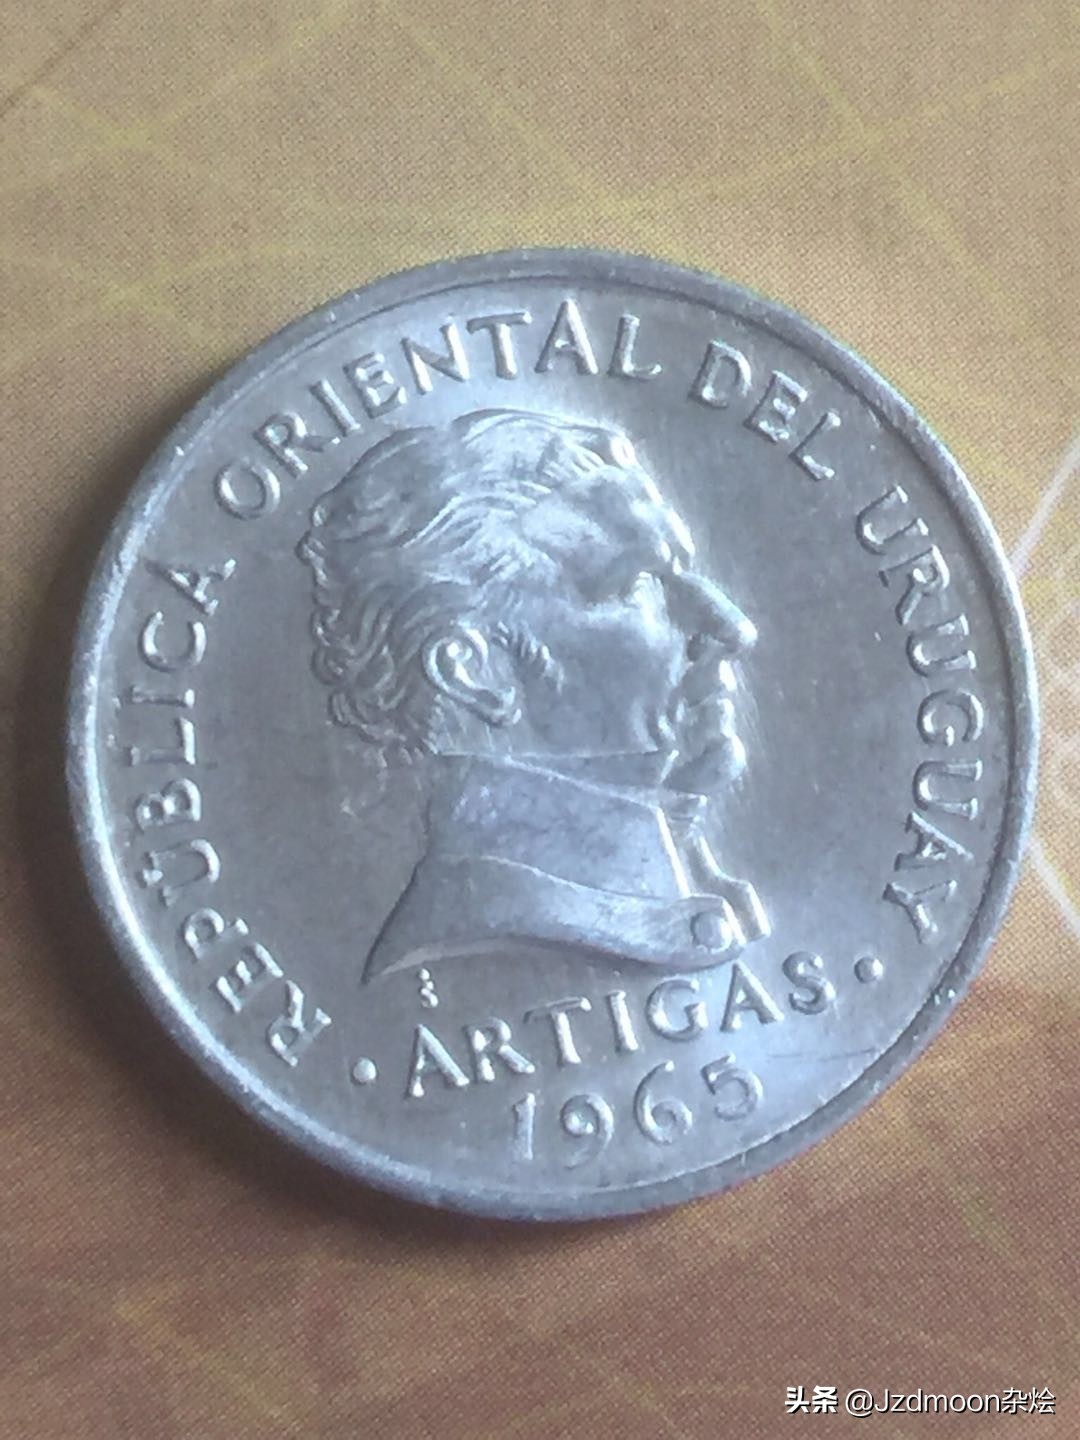 REPÚBLICA ORIENTAL DEL URUGUAY
• ARTIGAS •
1965
头条 @Jzdmoon杂烩